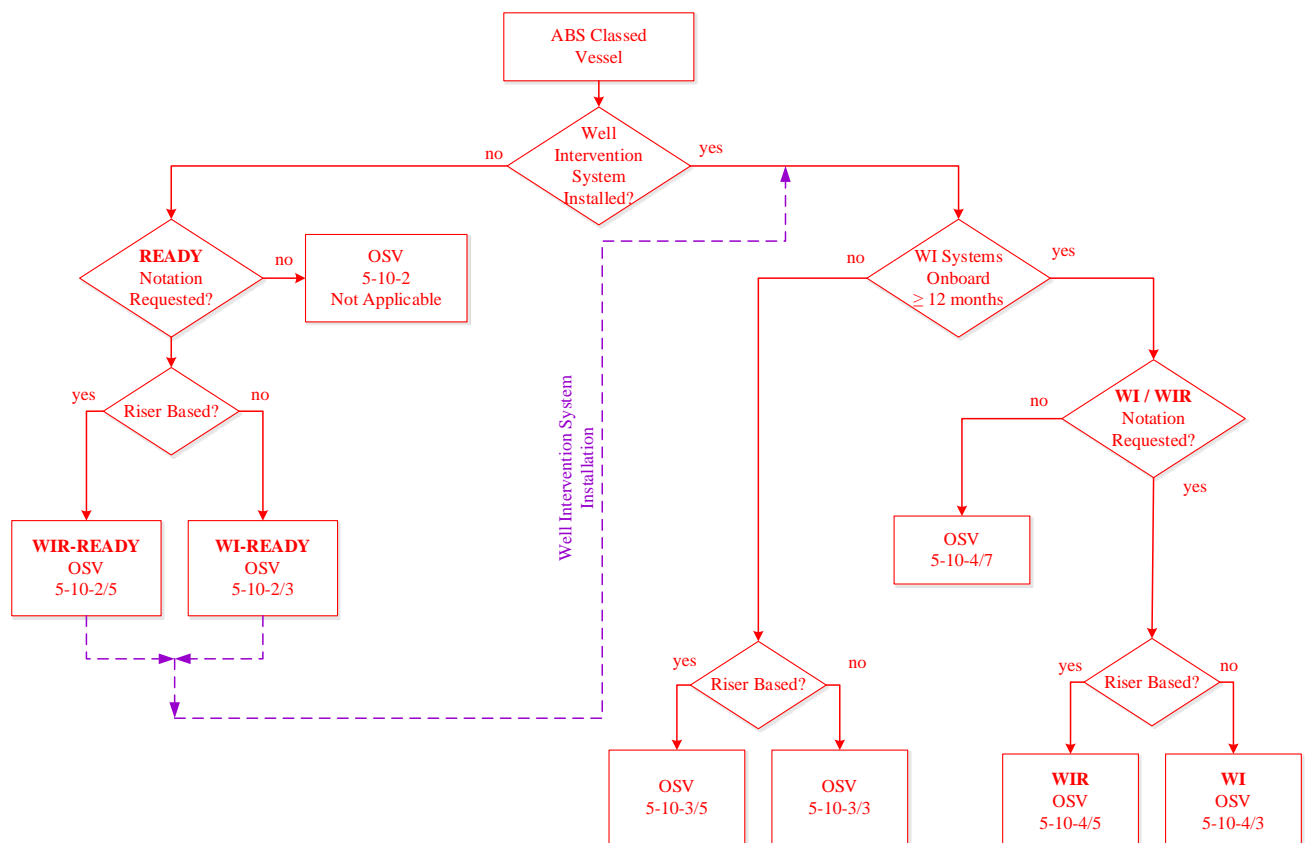 ABS Classed
Vessel
Well
Intervention
System
Installed?
no
yes
READY
Notation
Requested?
no
OSV
5-10-2
Not Applicable
WI Systems
Onboard
≥ 12 months
no
yes
Riser Based?
yes
no
WI / WIR
Notation
Requested?
no
yes
Well Intervention System
Installation
WIR-READY
OSV
5-10-2/5
WI-READY
OSV
5-10-2/3
OSV
5-10-4/7
Riser Based?
yes
no
Riser Based?
yes
no
OSV
5-10-3/5
OSV
5-10-3/3
WIR
OSV
5-10-4/5
WI
OSV
5-10-4/3